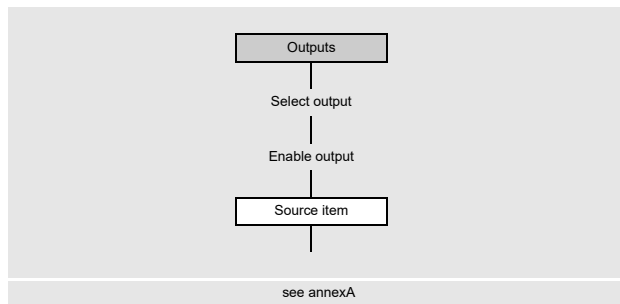 Outputs
Select output
Enable output
Source item
see annexA